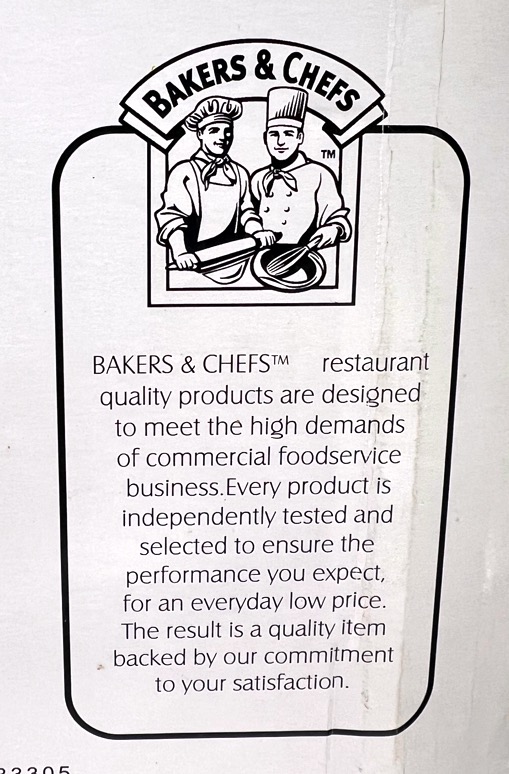 BAKERS & CHEFS
TM
BAKERS & CHEFS™ restaurant
quality products are designed
to meet the high demands
of commercial foodservice
business.Every product is
independently tested and
selected to ensure the
performance you expect,
for an everyday low price.
The result is a quality item
backed by our commitment
to your satisfaction.